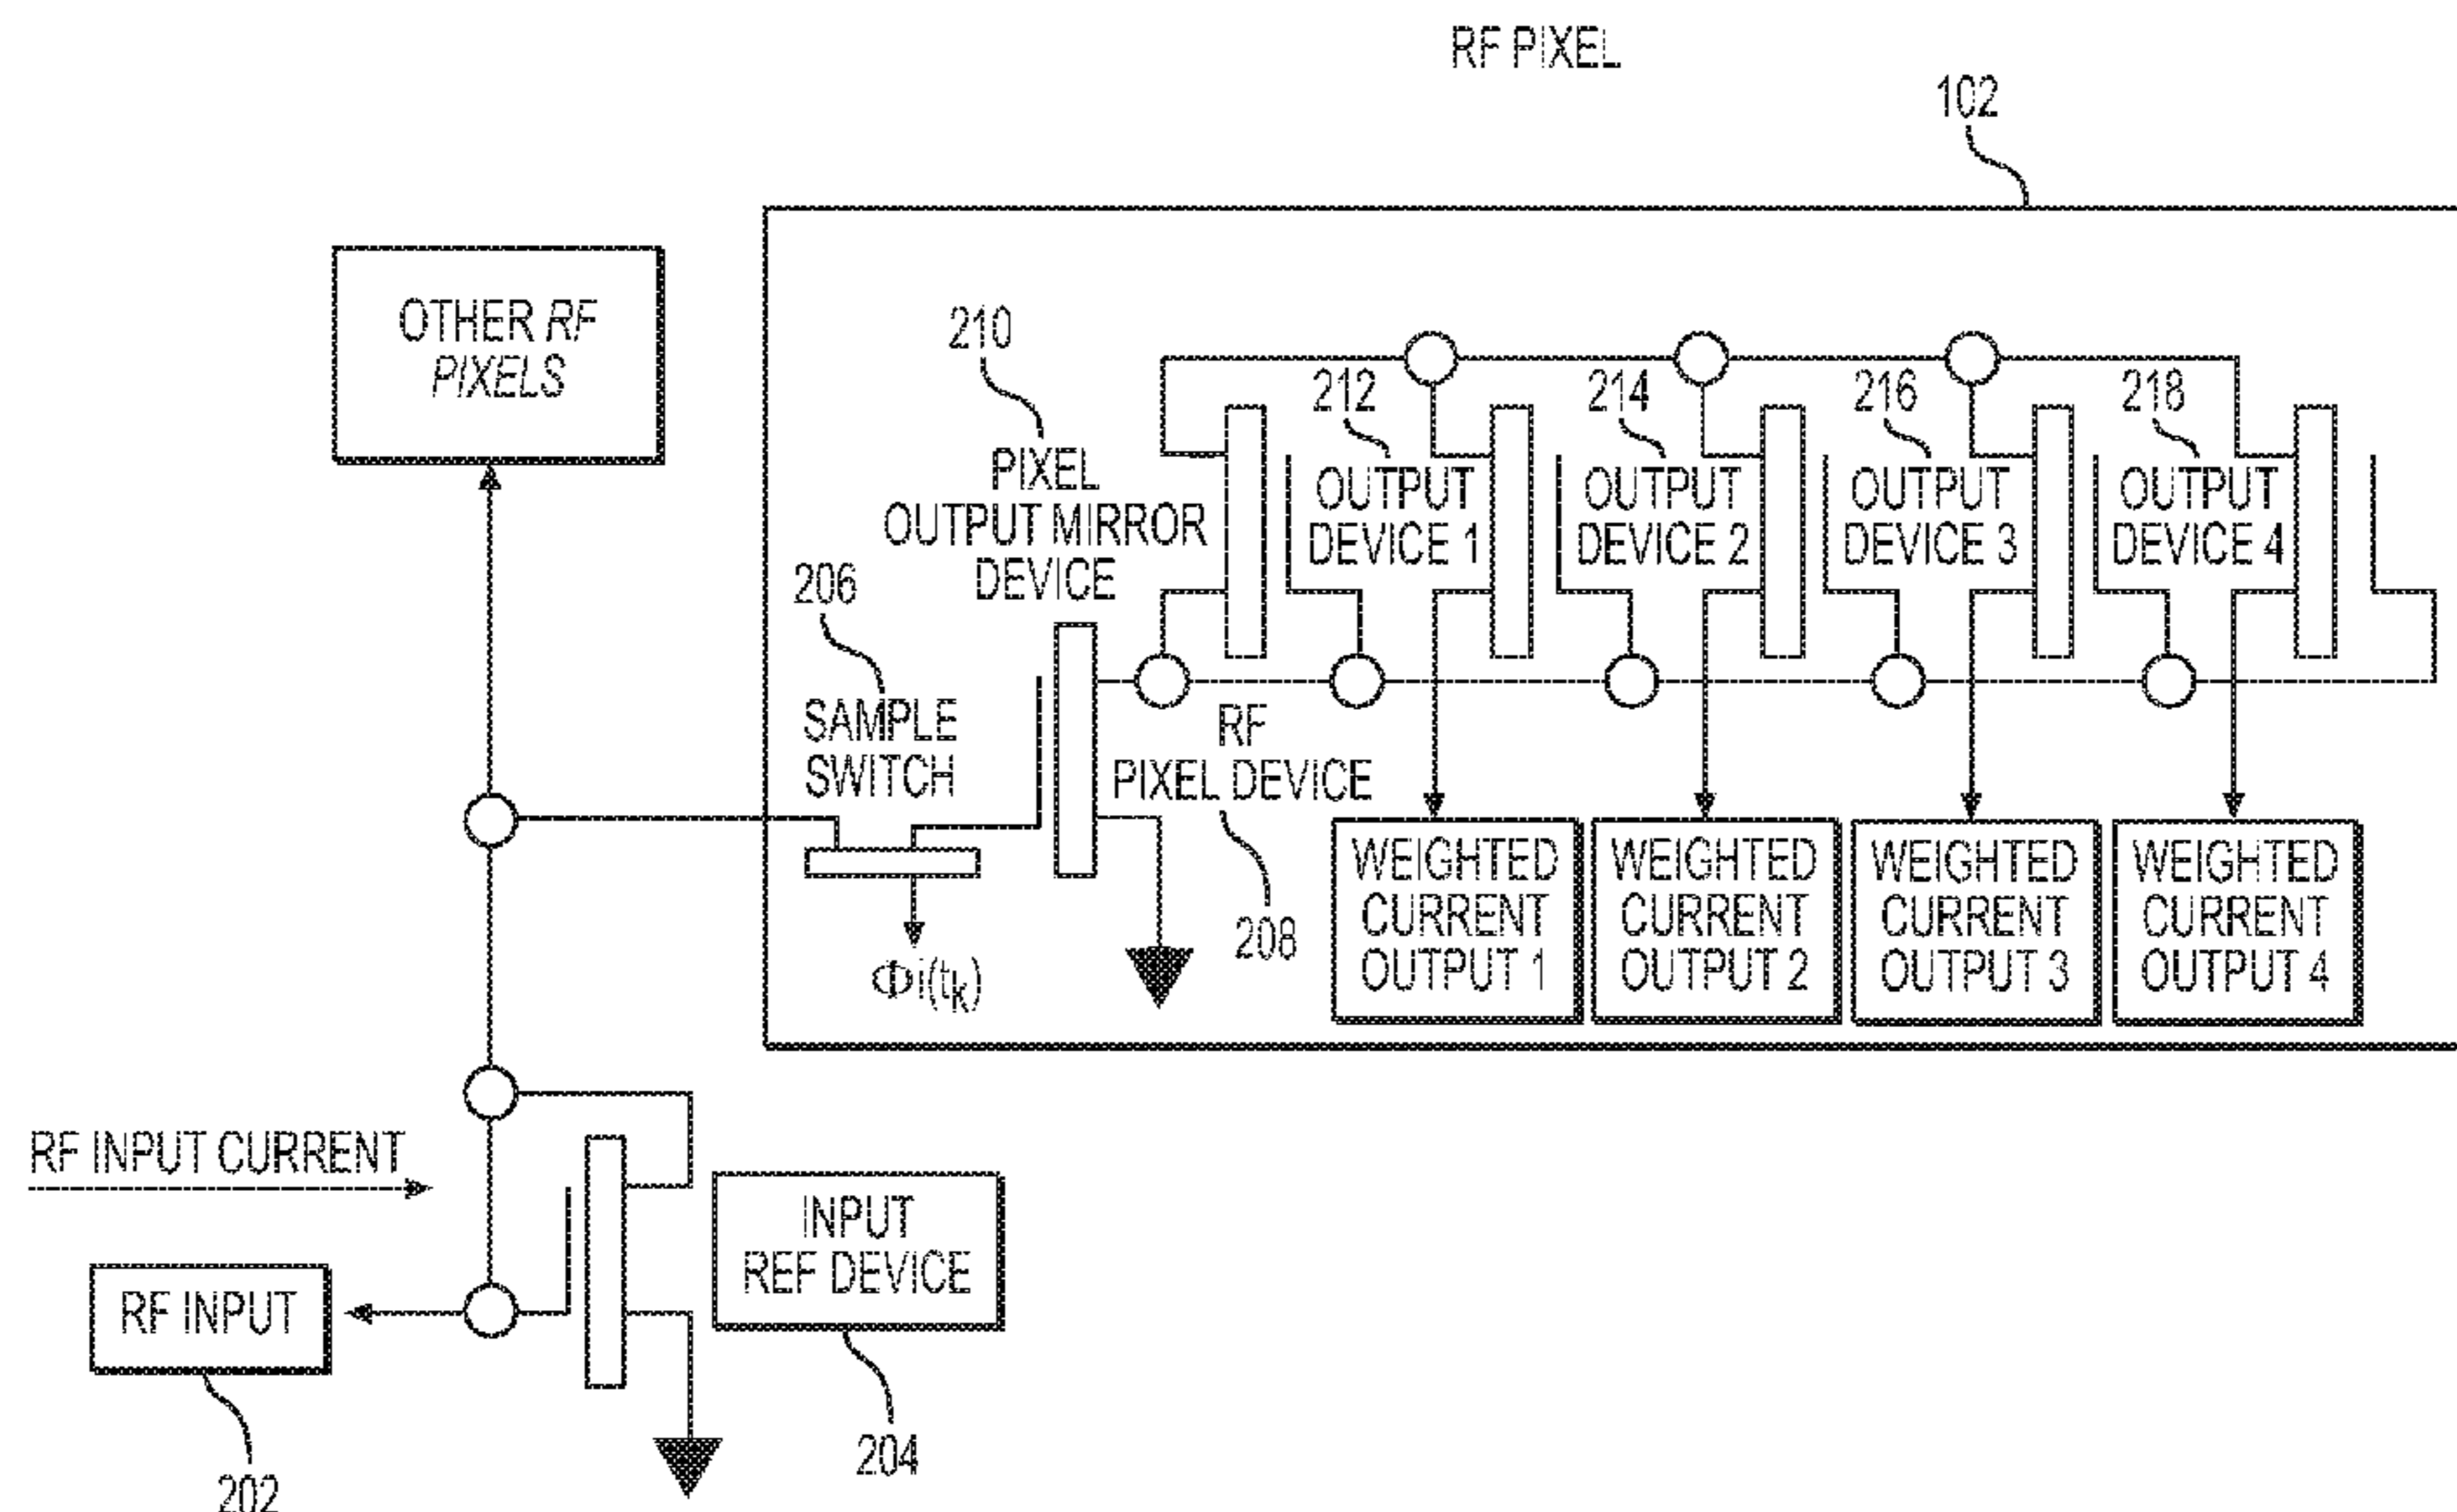 RF PIXEL
102
OTHER RF
PIXELS
210
PIXEL
OUTPUT MIRROR
DEVICE
212
OUTPUT
DEVICE 1
214
OUTPUT
DEVICE 2
216
OUTPUT
DEVICE 3
218
OUTPUT
DEVICE 4
206
SAMPLE
SWITCH
Φi(tk)
RF
PIXEL DEVICE
208
WEIGHTED
CURRENT
OUTPUT 1
WEIGHTED
CURRENT
OUTPUT 2
WEIGHTED
CURRENT
OUTPUT 3
WEIGHTED
CURRENT
OUTPUT 4
RF INPUT CURRENT
INPUT
REF DEVICE
204
RF INPUT
202